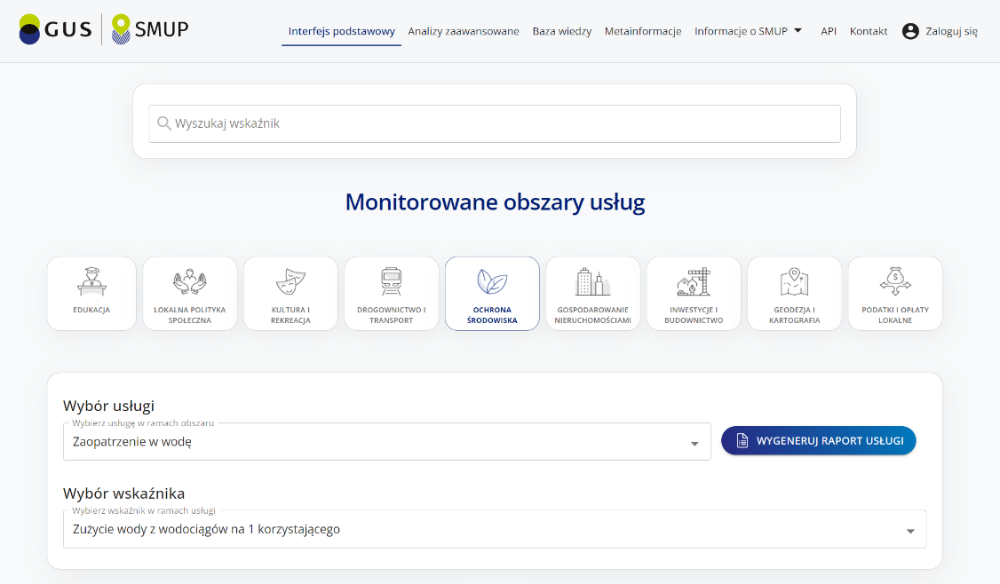 GUS SMUP Interfejs podstawowy Analizy zaawansowane Baza wiedzy Metainformacje Informacje o SMUP API Kontakt Zaloguj się
Wyszukaj wskaźnik
Monitorowane obszary usług
EDUKACJA
LOKALNA POLITYKA
SPOŁECZNA
KULTURA I
REKREACJA
DROGOWNICTWO I
TRANSPORT
OCHRONA
ŚRODOWISKA
GOSPODAROWANIE
NIERUCHOMOŚCIAMI
INWESTYCJE I
BUDOWNICTWO
GEODEZJA I
KARTOGRAFIA
PODATKI I OPŁATY
LOKALNE
Wybór usługi
Wybierz usługę w ramach obszaru
Zaopatrzenie w wodę
WYGENERUJ RAPORT USŁUGI
Wybór wskaźnika
Wybierz wskaźnik w ramach usługi
Zużycie wody z wodociągów na 1 korzystającego